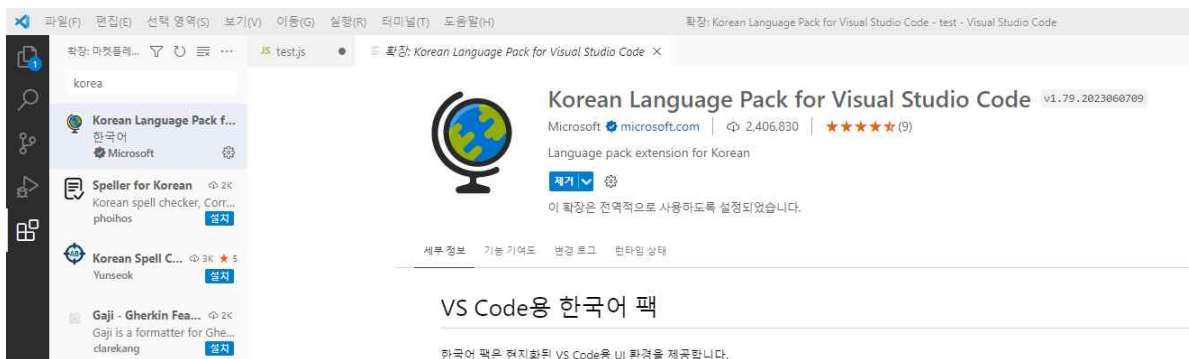 파일(F) 편집(E) 선택 영역(S) 보기(V) 이동(G) 실행(R) 터미널(T) 도움말(H) 확장: Korean Language Pack for Visual Studio Code - test - Visual Studio Code
확장: 마켓플레... JS test.js 확장: Korean Language Pack for Visual Studio Code
1
korea
Korean Language Pack f...
한국어
Microsoft
Speller for Korean 2K
Korean spell checker, Corr...
phoihos 설치
Korean Spell C... 3K ★ 5
Yunseok 설치
Gaji - Gherkin Fea... 2K
Gaji is a formatter for Ghe...
clarekang 설치
Korean Language Pack for Visual Studio Code v1.79.2023060709
Microsoft microsoft.com | 2,406,830 | ★★★★★(9)
Language pack extension for Korean
제거
이 확장은 전역적으로 사용하도록 설정되었습니다.
세부 정보 기능 기여도 변경 로그 런타임 상태
VS Code용 한국어 팩
한국어 팩은 현지화된 VS Code용 UI 환경을 제공합니다.